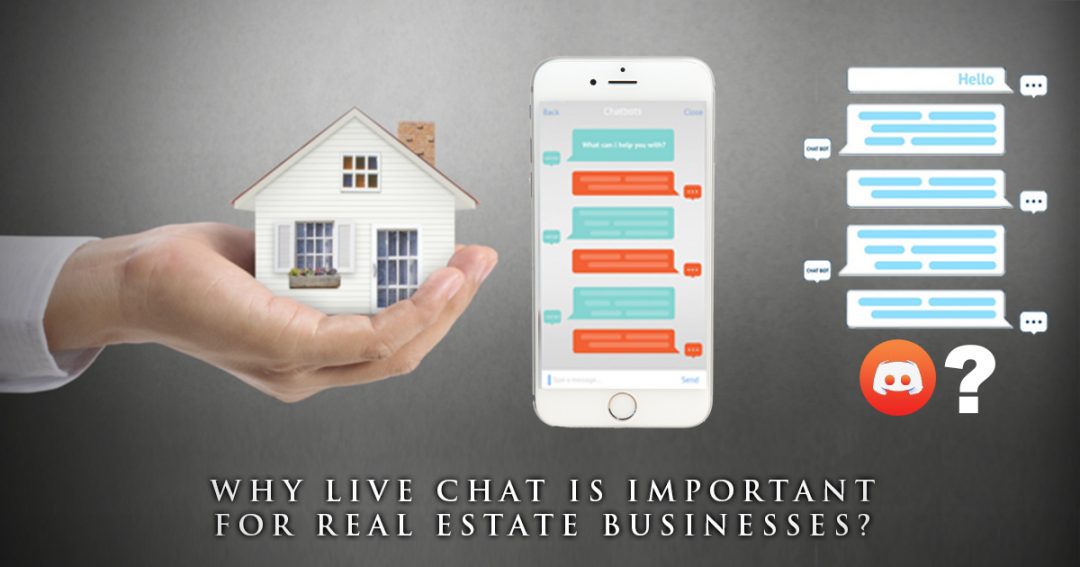 Back Chatbots Close
What can I help you with?
Send
Hello
CHAT BOT
CHAT BOT
?
WHY LIVE CHAT IS IMPORTANT
FOR REAL ESTATE BUSINESSES?